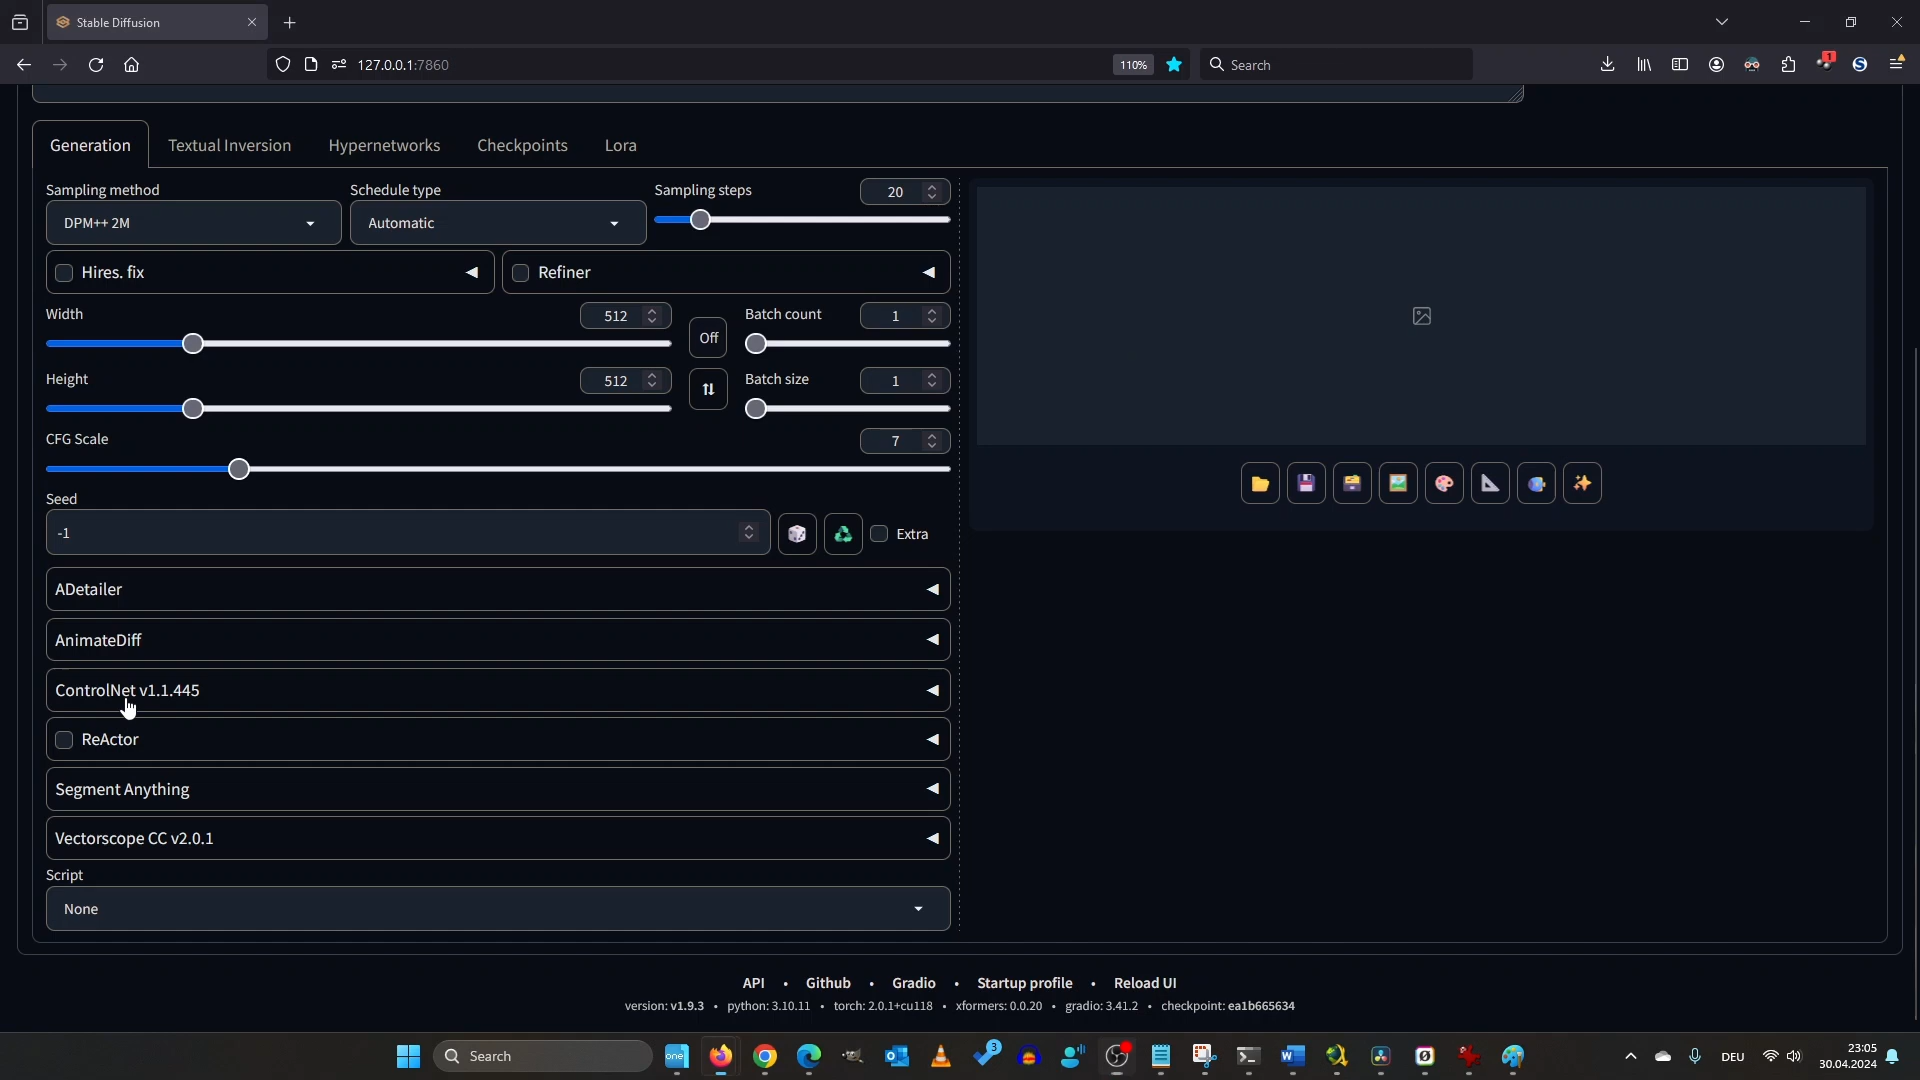 Stable Diffusion
127.0.0.1:7860
110%
Search
1
Generation
Textual Inversion
Hypernetworks
Checkpoints
Lora
Sampling method
Schedule type
Sampling steps
20
DPM++ 2M
Automatic
Hires. fix
Refiner
Width
512
Off
Batch count
1
Height
512
Batch size
1
CFG Scale
7
Seed
-1
Extra
ADetailer
AnimateDiff
ControlNet v1.1.445
ReActor
Segment Anything
Vectorscope CC v2.0.1
Script
None
API • Github • Gradio • Startup profile • Reload UI
version: v1.9.3 • python: 3.10.11 • torch: 2.0.1+cu118 • xformers: 0.0.20 • gradio: 3.41.2 • checkpoint: ea1b665634
Search
one
3
DEU
23:05
30.04.2024